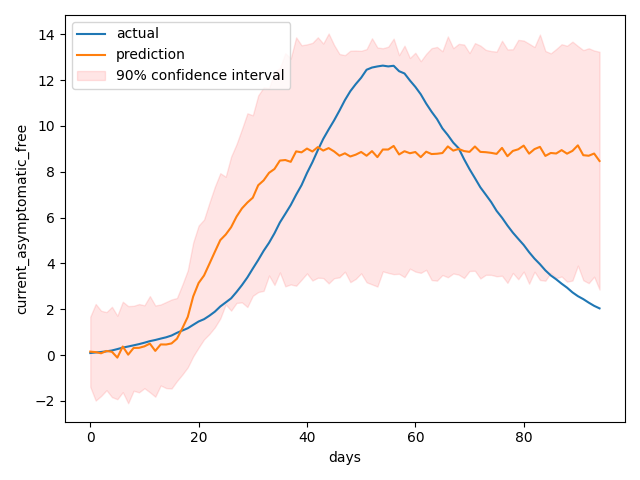 actual
prediction
90% confidence interval
14
12
10
8
6
4
2
0
−2
current_asymptomatic_free
0
20
40
60
80
days